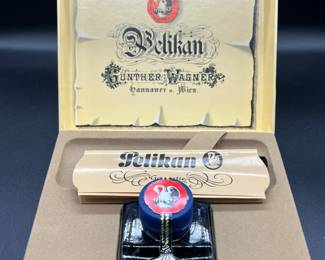 Pelikan
GÜNTHER WAGNER
Hannover u. Wien.
Pelikan